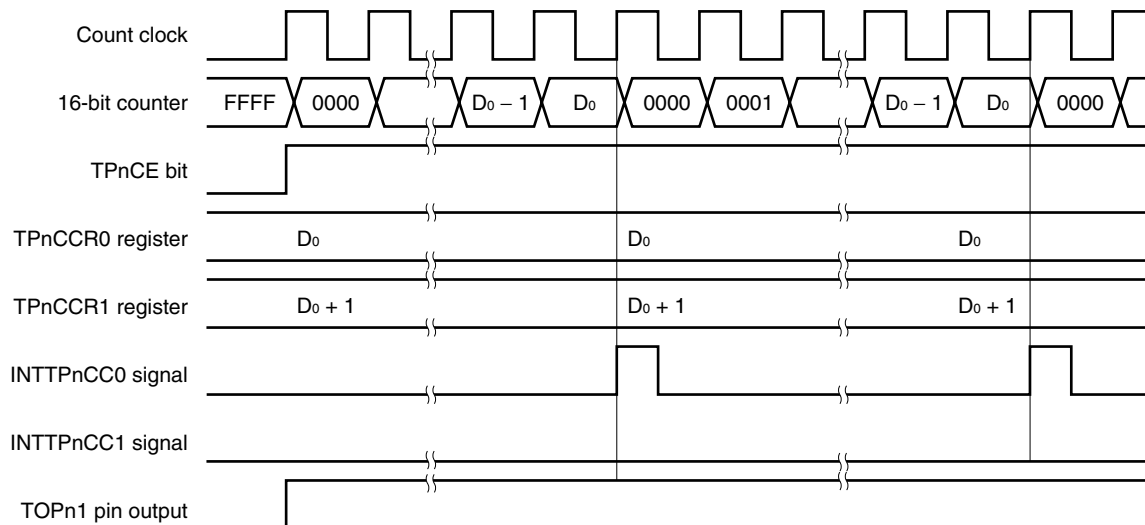 Count clock
16-bit counter FFFF 0000 D₀ − 1 D₀ 0000 0001 D₀ − 1 D₀ 0000
TPnCE bit
TPnCCR0 register D₀ D₀ D₀
TPnCCR1 register D₀ + 1 D₀ + 1 D₀ + 1
INTTPnCC0 signal
INTTPnCC1 signal
TOPn1 pin output